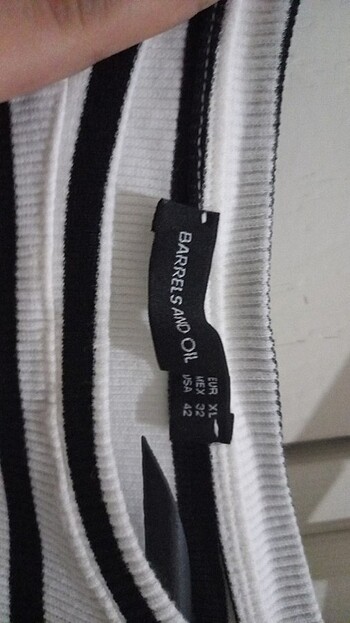 BARRELS AND OIL
EUR XL
MEX 32
USA 42